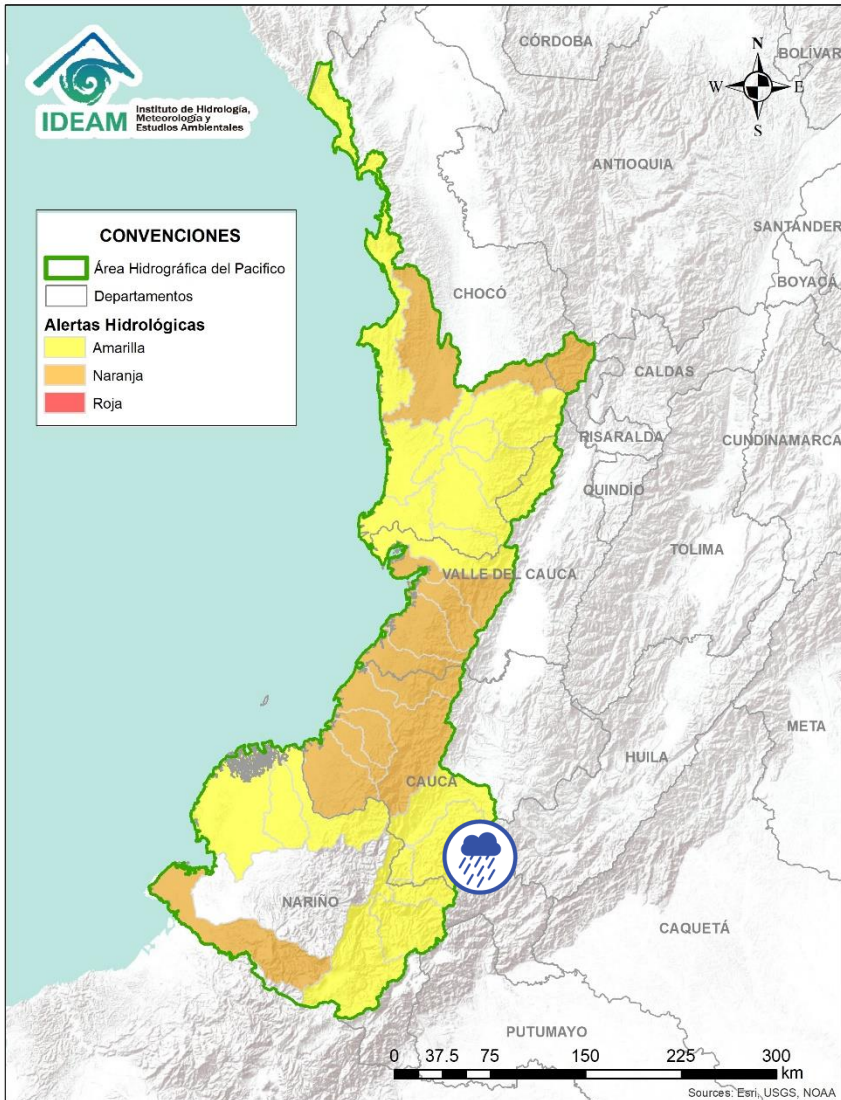 IDEAM
Instituto de Hidrología,
Meteorología y
Estudios Ambientales
N
W E
S
CÓRDOBA
BOLÍVAR
ANTIOQUIA
SANTANDER
BOYACÁ
CHOCÓ
CALDAS
RISARALDA
CUNDINAMARCA
QUINDÍO
TOLIMA
VALLE DEL CAUCA
META
HUILA
CAUCA
NARIÑO
CAQUETÁ
PUTUMAYO
CONVENCIONES
Área Hidrográfica del Pacifico
Departamentos
Alertas Hidrológicas
Amarilla
Naranja
Roja
0 37.5 75 150 225 300
km
Sources: Esri, USGS, NOAA